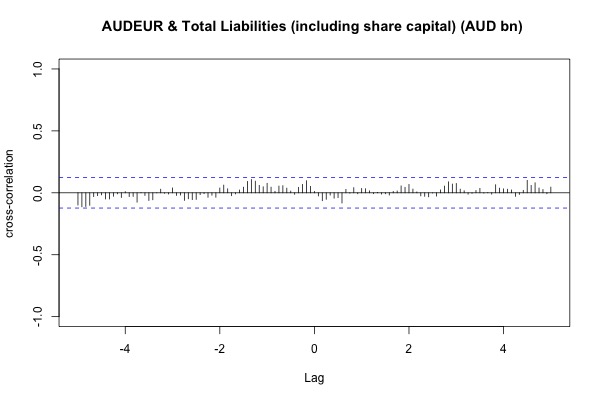 AUDEUR & Total Liabilities (including share capital) (AUD bn)
cross-correlation
1.0
0.5
0.0
-0.5
-1.0
-4 -2 0 2 4
Lag